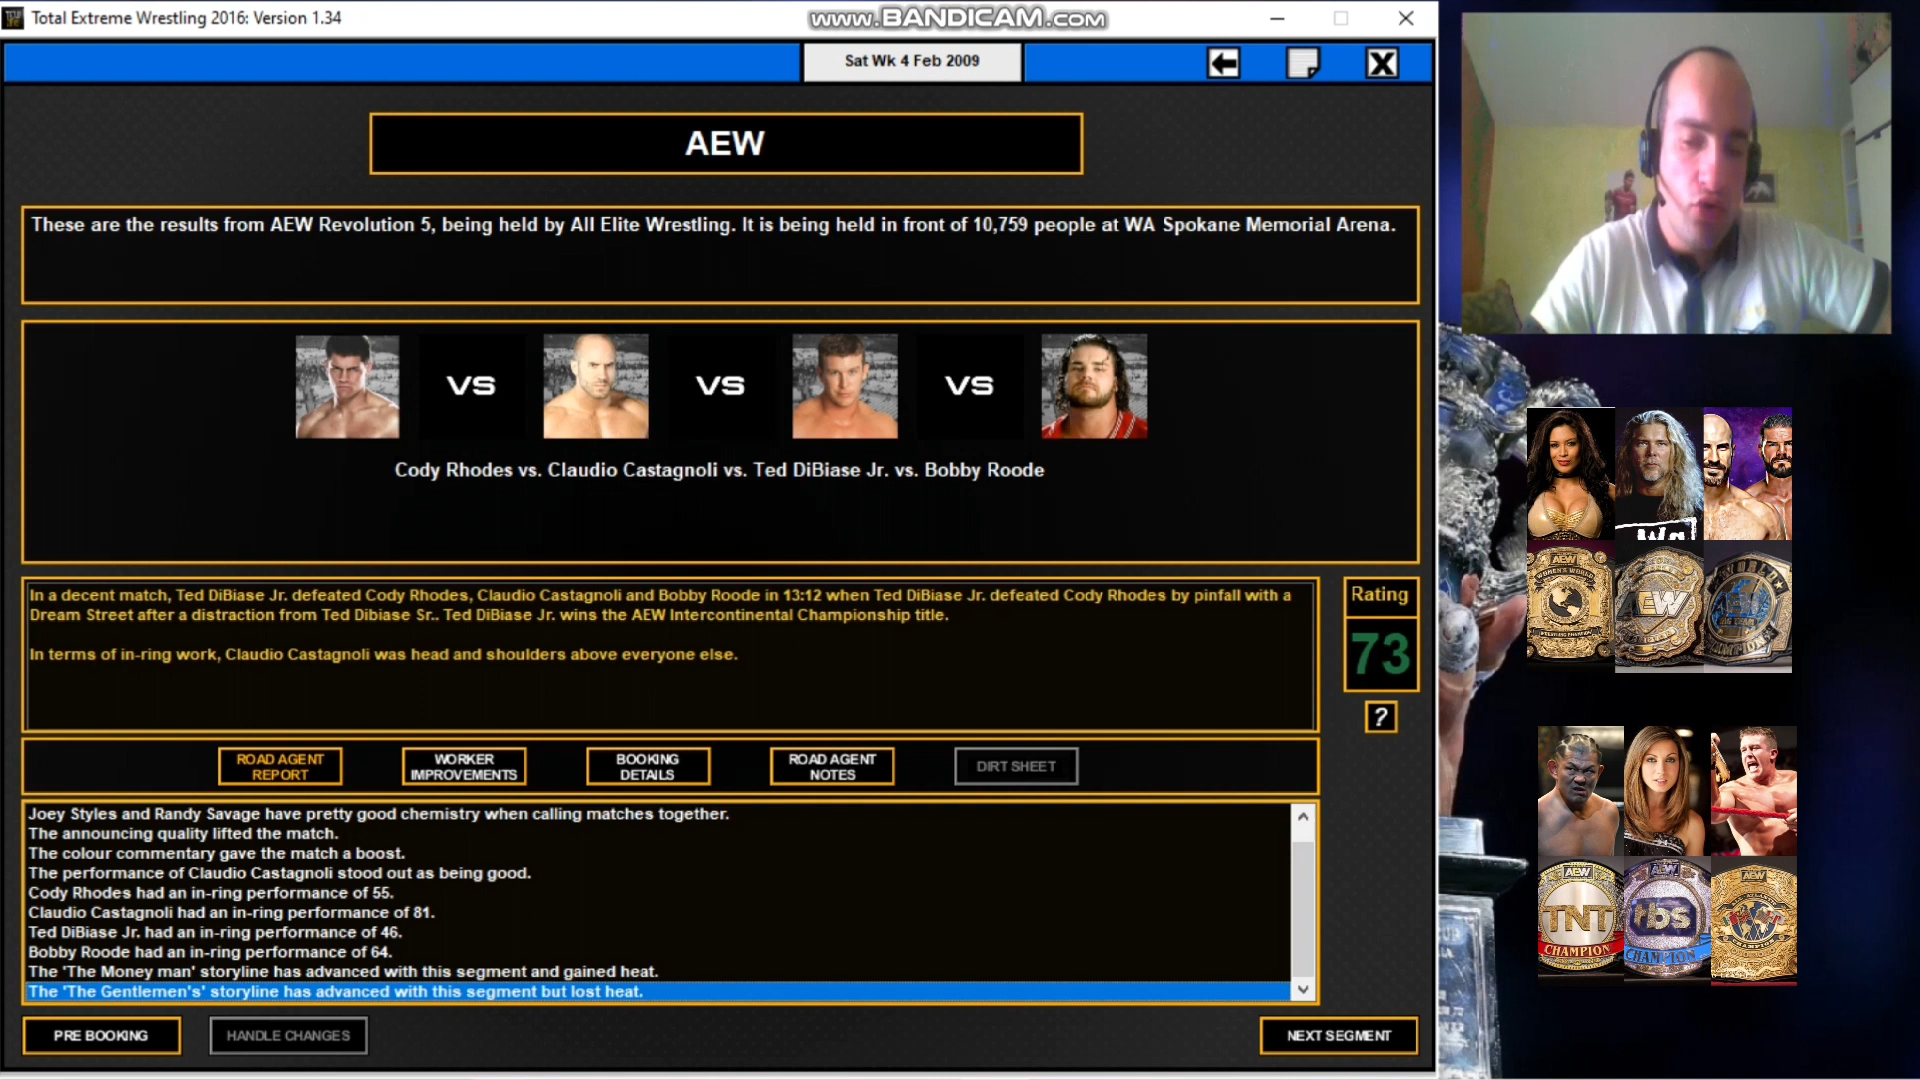 Total Extreme Wrestling 2016: Version 1.34
www.BANDICAM.com
Sat Wk 4 Feb 2009
AEW
These are the results from AEW Revolution 5, being held by All Elite Wrestling. It is being held in front of 10,759 people at WA Spokane Memorial Arena.
VS
VS
VS
Cody Rhodes vs. Claudio Castagnoli vs. Ted DiBiase Jr. vs. Bobby Roode
In a decent match, Ted DiBiase Jr. defeated Cody Rhodes, Claudio Castagnoli and Bobby Roode in 13:12 when Ted DiBiase Jr. defeated Cody Rhodes by pinfall with a
Dream Street after a distraction from Ted Dibiase Sr.. Ted DiBiase Jr. wins the AEW Intercontinental Championship title.
In terms of in-ring work, Claudio Castagnoli was head and shoulders above everyone else.
Rating
73
?
ROAD AGENT
REPORT
WORKER
IMPROVEMENTS
BOOKING
DETAILS
ROAD AGENT
NOTES
DIRT SHEET
Joey Styles and Randy Savage have pretty good chemistry when calling matches together.
The announcing quality lifted the match.
The colour commentary gave the match a boost.
The performance of Claudio Castagnoli stood out as being good.
Cody Rhodes had an in-ring performance of 55.
Claudio Castagnoli had an in-ring performance of 81.
Ted DiBiase Jr. had an in-ring performance of 46.
Bobby Roode had an in-ring performance of 64.
The 'The Money man' storyline has advanced with this segment and gained heat.
The 'The Gentlemen's' storyline has advanced with this segment but lost heat.
PRE BOOKING
HANDLE CHANGES
NEXT SEGMENT
AEW
WOMEN'S WORLD
AEW
WORLD
AEW
TNT
CHAMPION
AEW
tbs
CHAMPION
AEW
CHAMPION